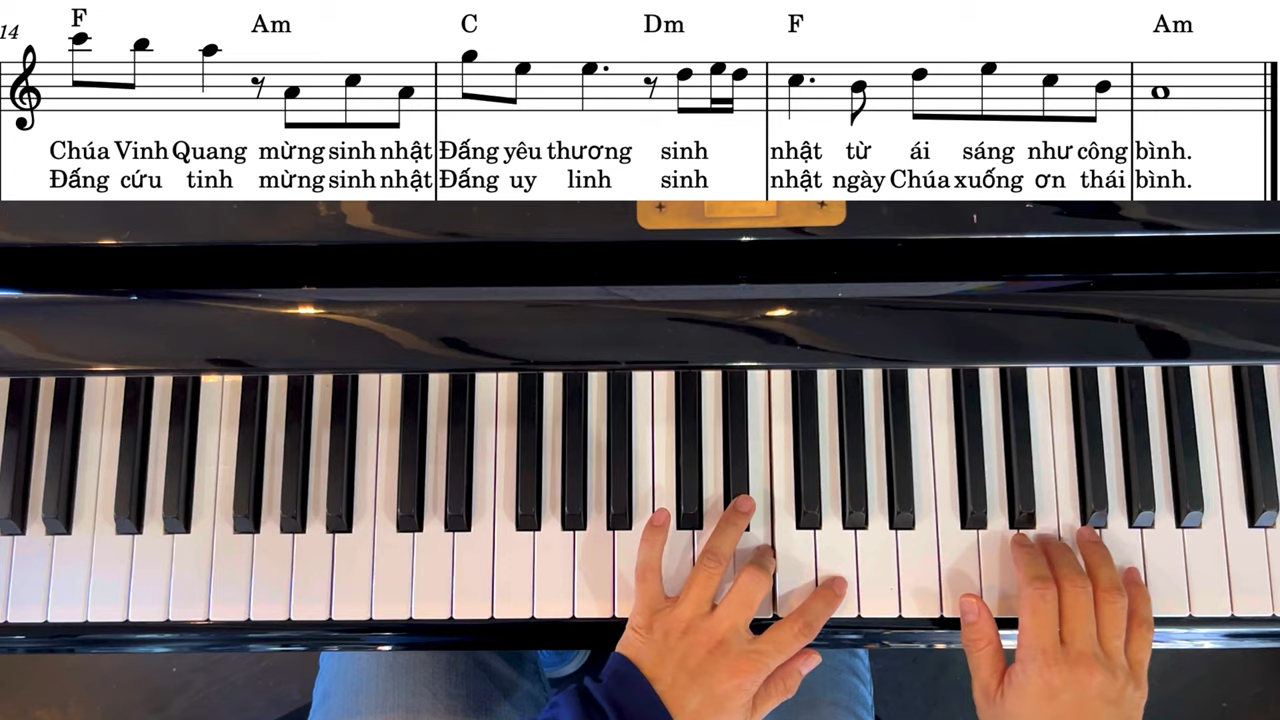 14 F Am C Dm F Am
Chúa Vinh Quang mừng sinh nhật Đấng yêu thương sinh nhật từ ái sáng như công bình.
Đấng cứu tinh mừng sinh nhật Đấng uy linh sinh nhật ngày Chúa xuống ơn thái bình.